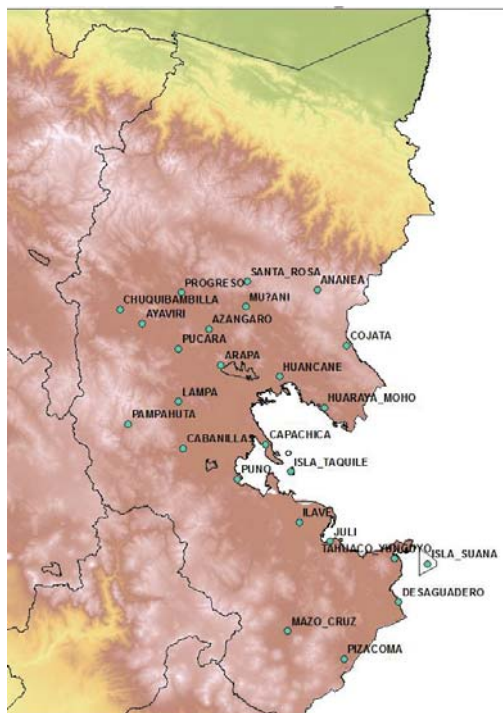 SANTA_ROSA
PROGRESO
ANANEA
CHUQUIBAMBILLA
MU?ANI
AYAVIRI
AZANGARO
PUCARA
COJATA
ARAPA
HUANCANE
LAMPA
HUARAYA_MOHO
PAMPAHUTA
CABANILLAS
CAPACHICA
PUNO
ISLA_TAQUILE
ILAVE
JULI
TAHUACO_YUNGUYO
ISLA_SUANA
DESAGUADERO
MAZO_CRUZ
PIZACOMA